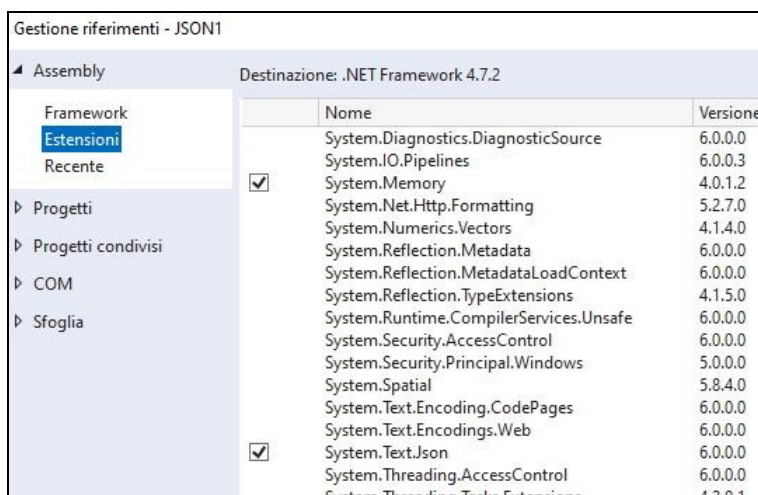 Gestione riferimenti - JSON1
Assembly
Framework
Estensioni
Recente
Progetti
Progetti condivisi
COM
Sfoglia
Destinazione: .NET Framework 4.7.2
Nome Versione
System.Diagnostics.DiagnosticSource 6.0.0.0
System.IO.Pipelines 6.0.0.3
System.Memory 4.0.1.2
System.Net.Http.Formatting 5.2.7.0
System.Numerics.Vectors 4.1.4.0
System.Reflection.Metadata 6.0.0.0
System.Reflection.MetadataLoadContext 6.0.0.0
System.Reflection.TypeExtensions 4.1.5.0
System.Runtime.CompilerServices.Unsafe 6.0.0.0
System.Security.AccessControl 6.0.0.0
System.Security.Principal.Windows 5.0.0.0
System.Spatial 5.8.4.0
System.Text.Encoding.CodePages 6.0.0.0
System.Text.Encodings.Web 6.0.0.0
System.Text.Json 6.0.0.0
System.Threading.AccessControl 6.0.0.0